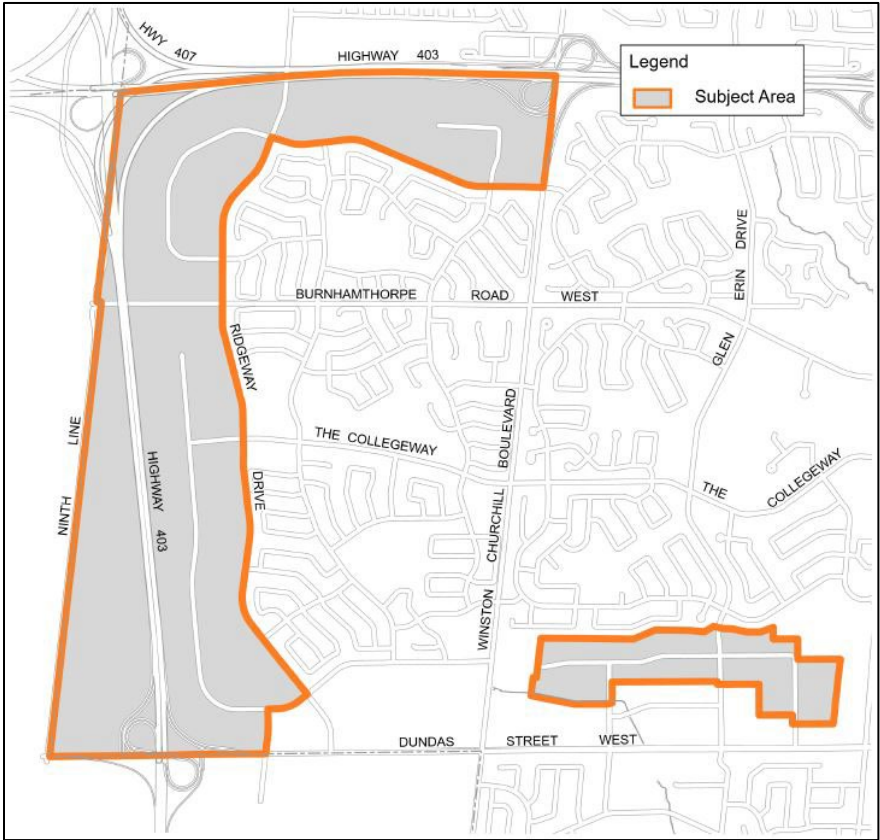 HWY 407
HIGHWAY 403
Legend
Subject Area
BURNHAMTHORPE ROAD WEST
GLEN ERIN DRIVE
RIDGEWAY DRIVE
THE COLLEGEWAY
WINSTON CHURCHILL BOULEVARD
THE COLLEGEWAY
NINTH LINE
HIGHWAY 403
DUNDAS STREET WEST